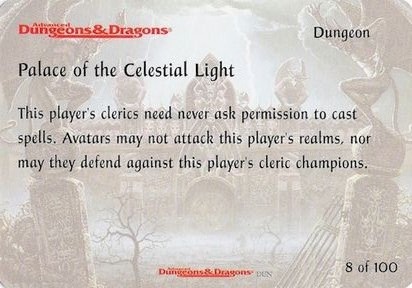 Advanced
Dungeons&Dragons®
Dungeon
Palace of the Celestial Light
This player's clerics need never ask permission to cast
spells. Avatars may not attack this player's realms, nor
may they defend against this player's cleric champions.
Advanced
Dungeons&Dragons® DUN
8 of 100